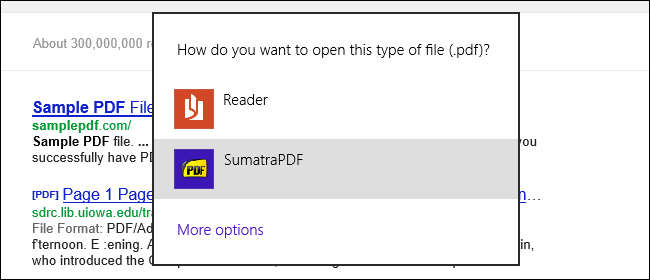 About 300,000,000 re
How do you want to open this type of file (.pdf)?
Reader
PDF
SumatraPDF
More options
Sample PDF File
samplepdf.com/
Sample PDF file. ...
you
successfully have PD
[PDF] Page 1 Page
n…
sdrc.lib.uiowa.edu/tra
File Format: PDF/Ad
f'ternoon. E :ening. A
in,
who introduced the C